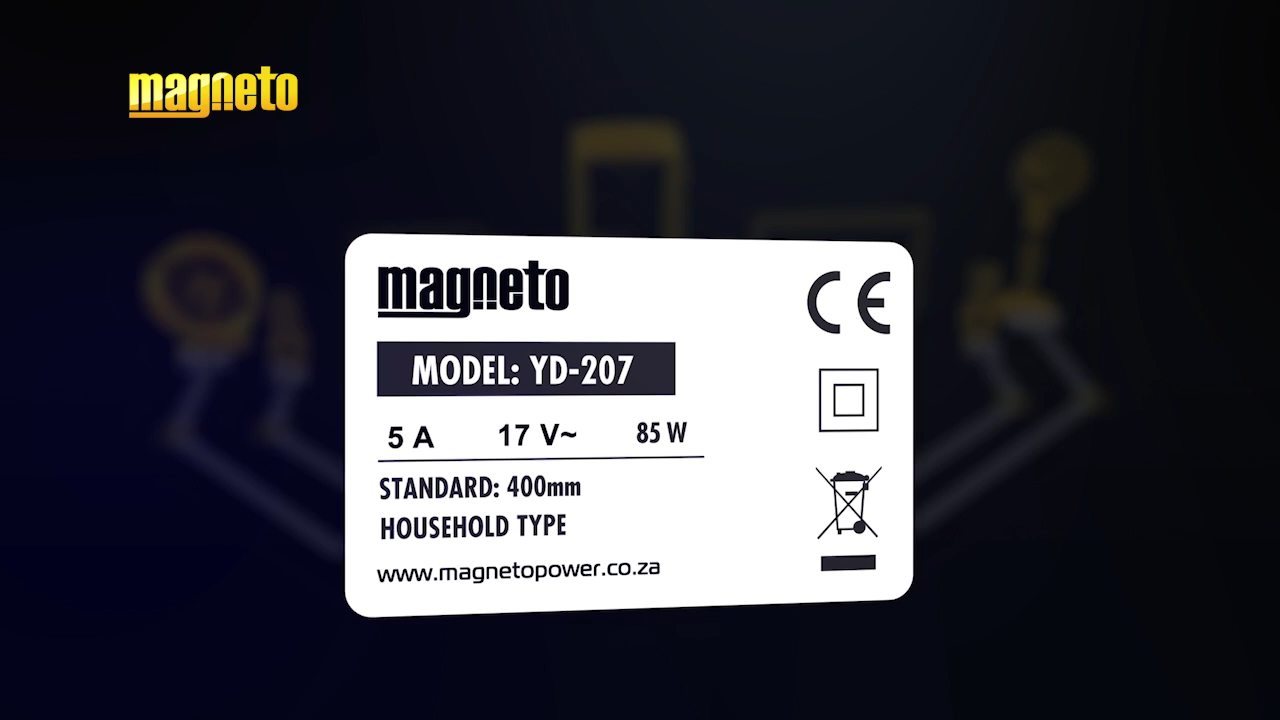 magneto
magneto
MODEL: YD-207
5 A 17 V~ 85 W
STANDARD: 400mm
HOUSEHOLD TYPE
www.magnetopower.co.za
CE